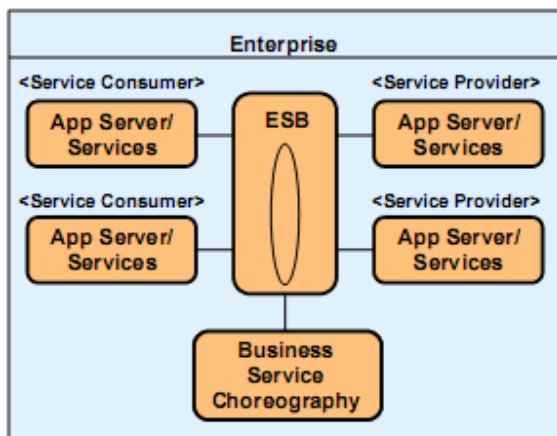 Enterprise
<Service Consumer>
App Server/
Services
<Service Provider>
App Server/
Services
ESB
<Service Consumer>
App Server/
Services
<Service Provider>
App Server/
Services
Business
Service
Choreography